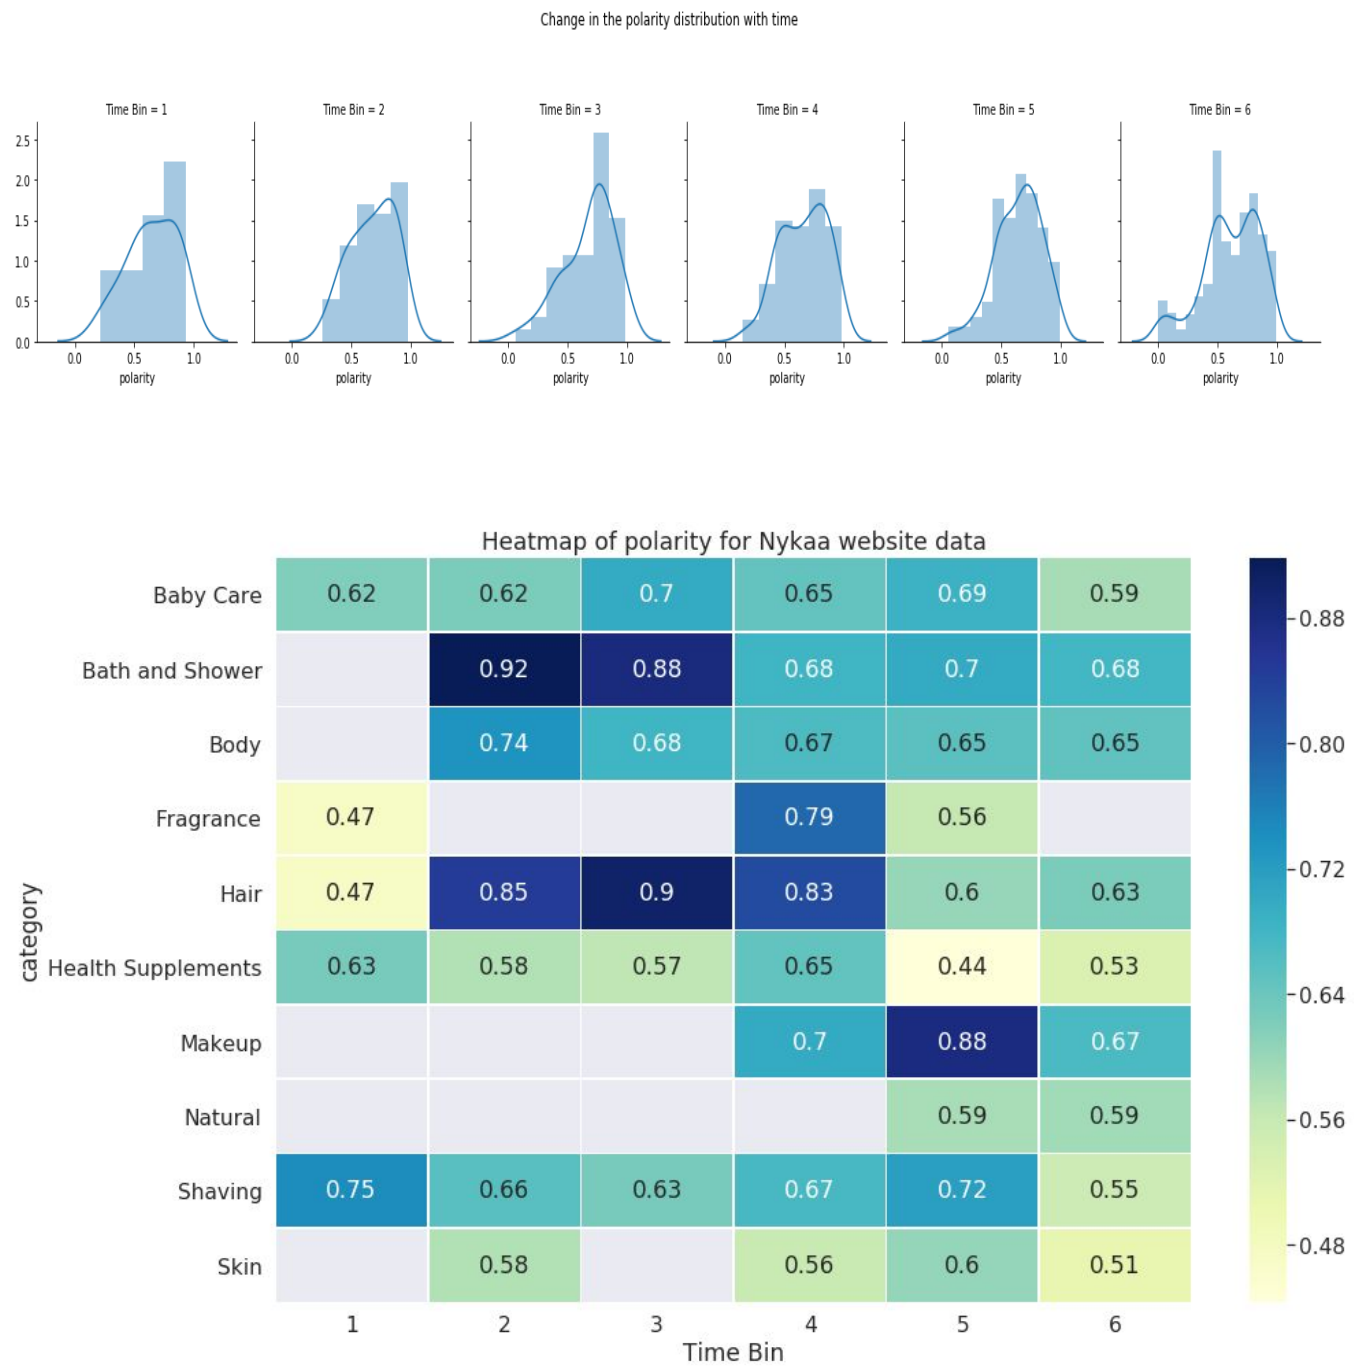 Change in the polarity distribution with time
Time Bin = 1
Time Bin = 2
Time Bin = 3
Time Bin = 4
Time Bin = 5
Time Bin = 6
2.5
2.0
1.5
1.0
0.5
0.0
0.0 0.5 1.0
0.0 0.5 1.0
0.0 0.5 1.0
0.0 0.5 1.0
0.0 0.5 1.0
0.0 0.5 1.0
polarity
polarity
polarity
polarity
polarity
polarity
Heatmap of polarity for Nykaa website data
category
Baby Care 0.62 0.62 0.7 0.65 0.69 0.59
Bath and Shower 0.92 0.88 0.68 0.7 0.68
Body 0.74 0.68 0.67 0.65 0.65
Fragrance 0.47 0.79 0.56
Hair 0.47 0.85 0.9 0.83 0.6 0.63
Health Supplements 0.63 0.58 0.57 0.65 0.44 0.53
Makeup 0.7 0.88 0.67
Natural 0.59 0.59
Shaving 0.75 0.66 0.63 0.67 0.72 0.55
Skin 0.58 0.56 0.6 0.51
1 2 3 4 5 6
Time Bin
0.88
0.80
0.72
0.64
0.56
0.48